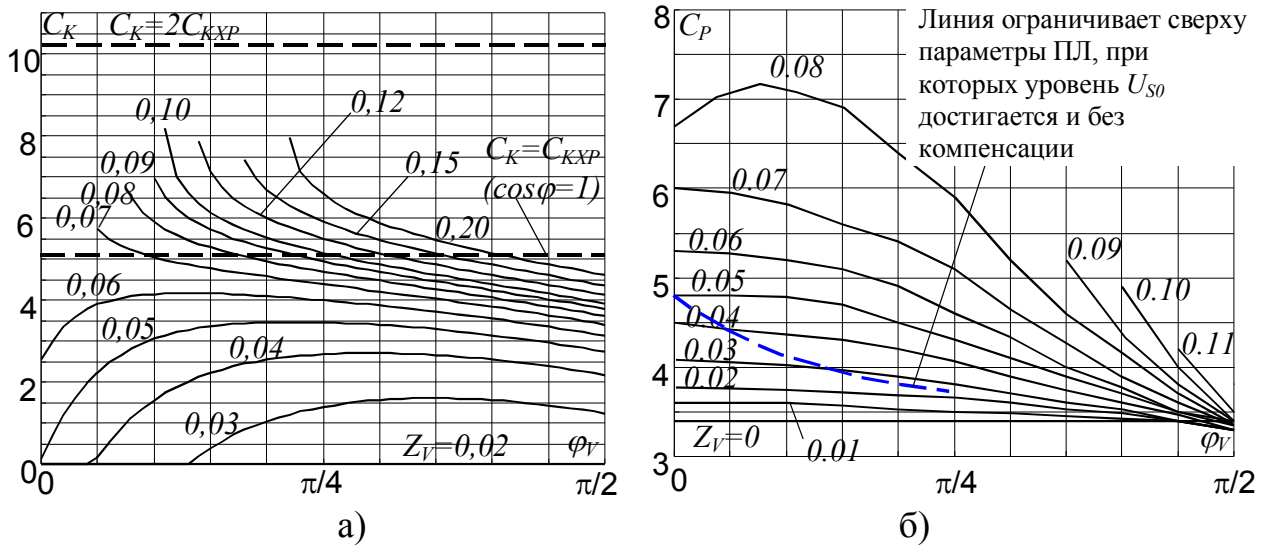 C_K C_K=2C_KXP
10
8
6
4
2
0
0,10
0,12
0,09
0,08
0,07
0,15
C_K=C_KXP
(cosφ=1)
0,20
0,06
0,05
0,04
0,03
Z_V=0,02
φ_V
0
π/4
π/2
а)
C_P
8
7
6
5
4
3
Линия ограничивает сверху
параметры ПЛ, при
которых уровень U_S0
достигается и без
компенсации
0.08
0.07
0.06
0.05
0.04
0.03
0.02
Z_V=0
0.01
0.09
0.10
0.11
φ_V
0
π/4
π/2
б)